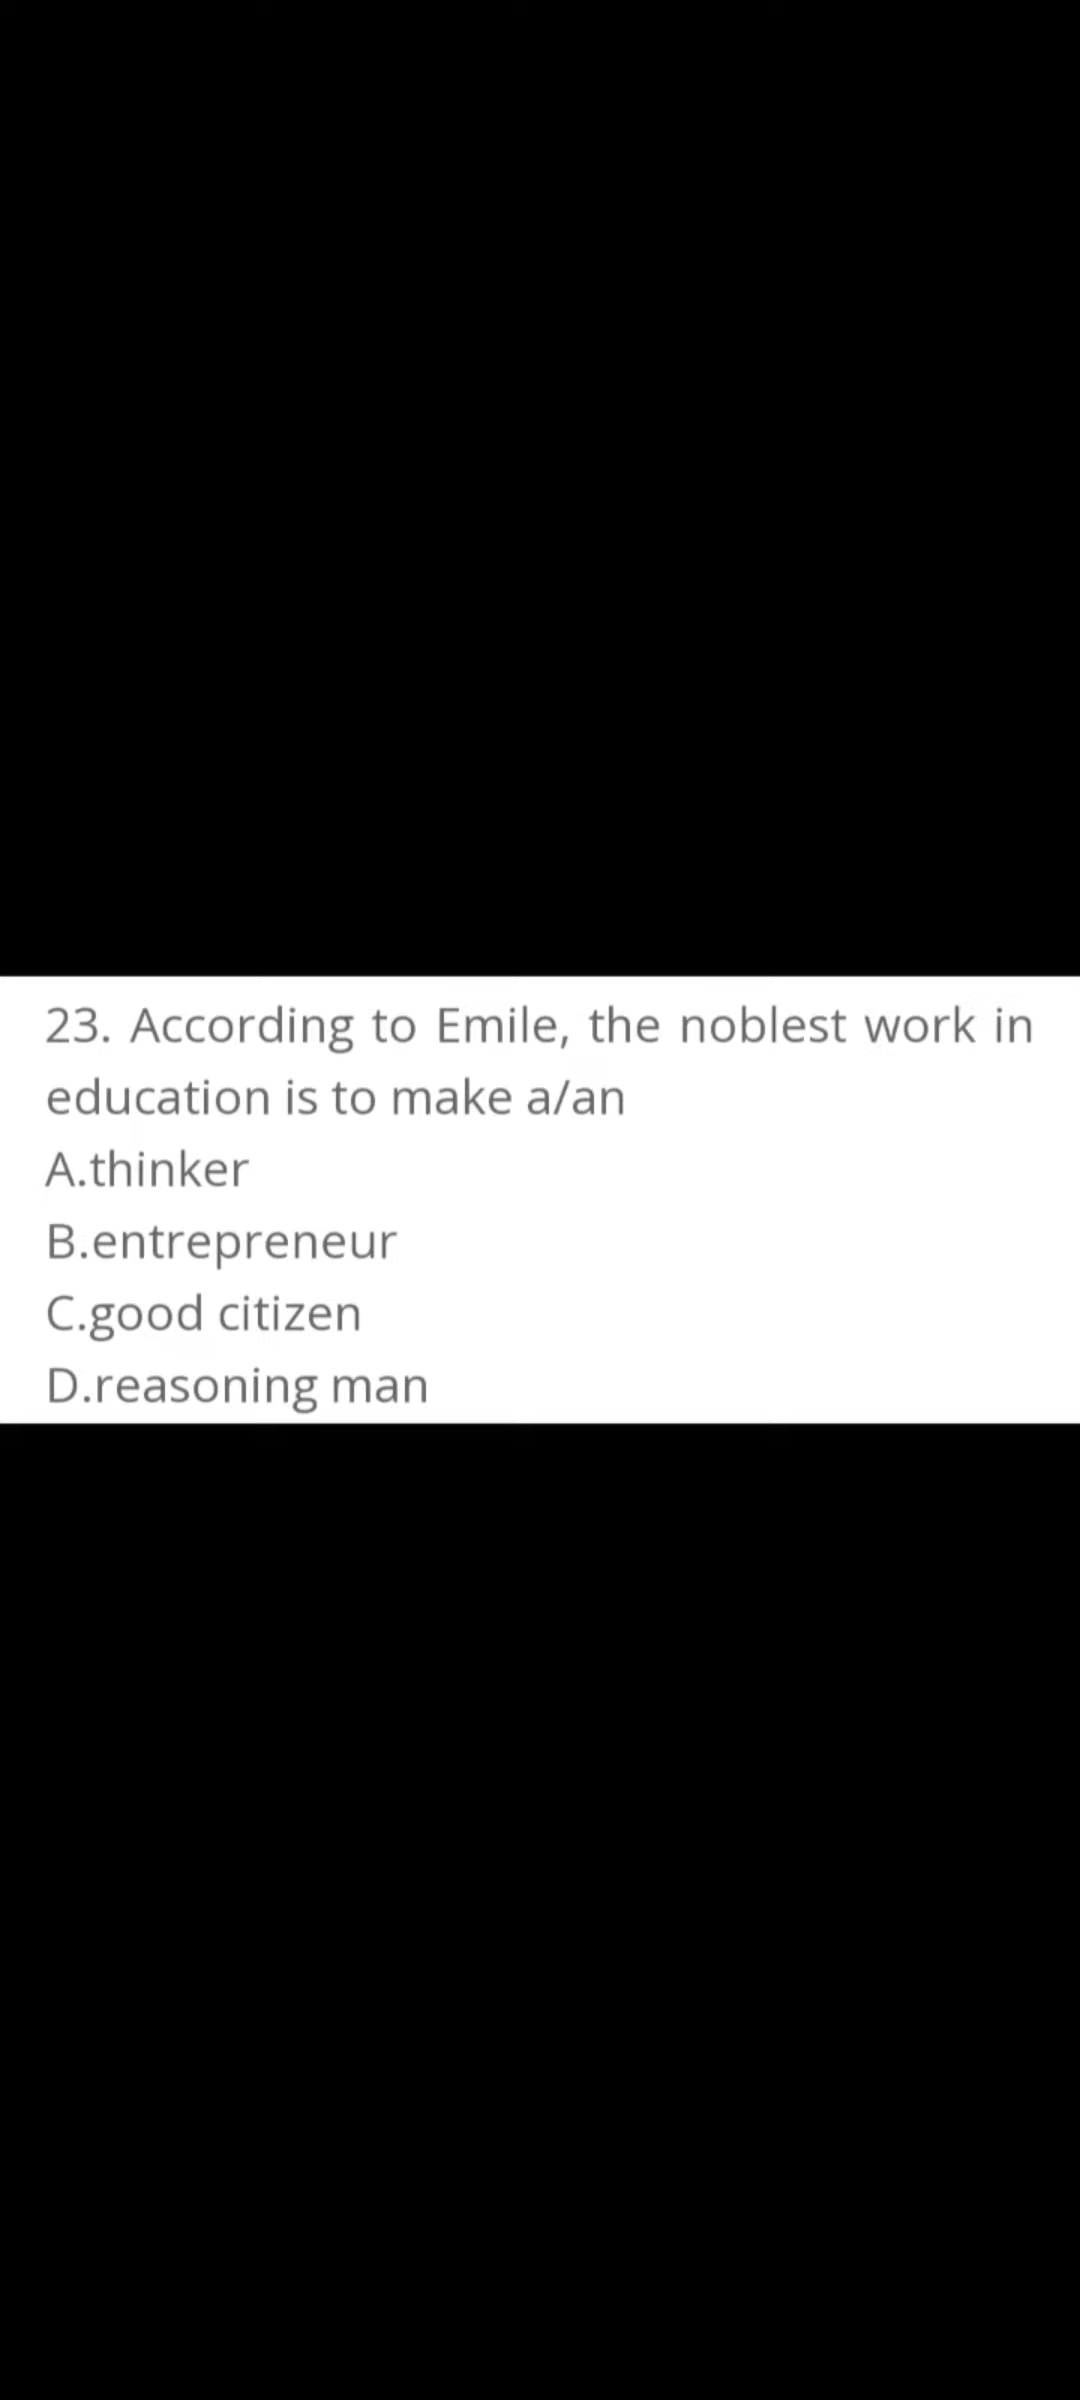 23. According to Emile, the noblest work in
education is to make a/an
A.thinker
B.entrepreneur
C.good citizen
D.reasoning man